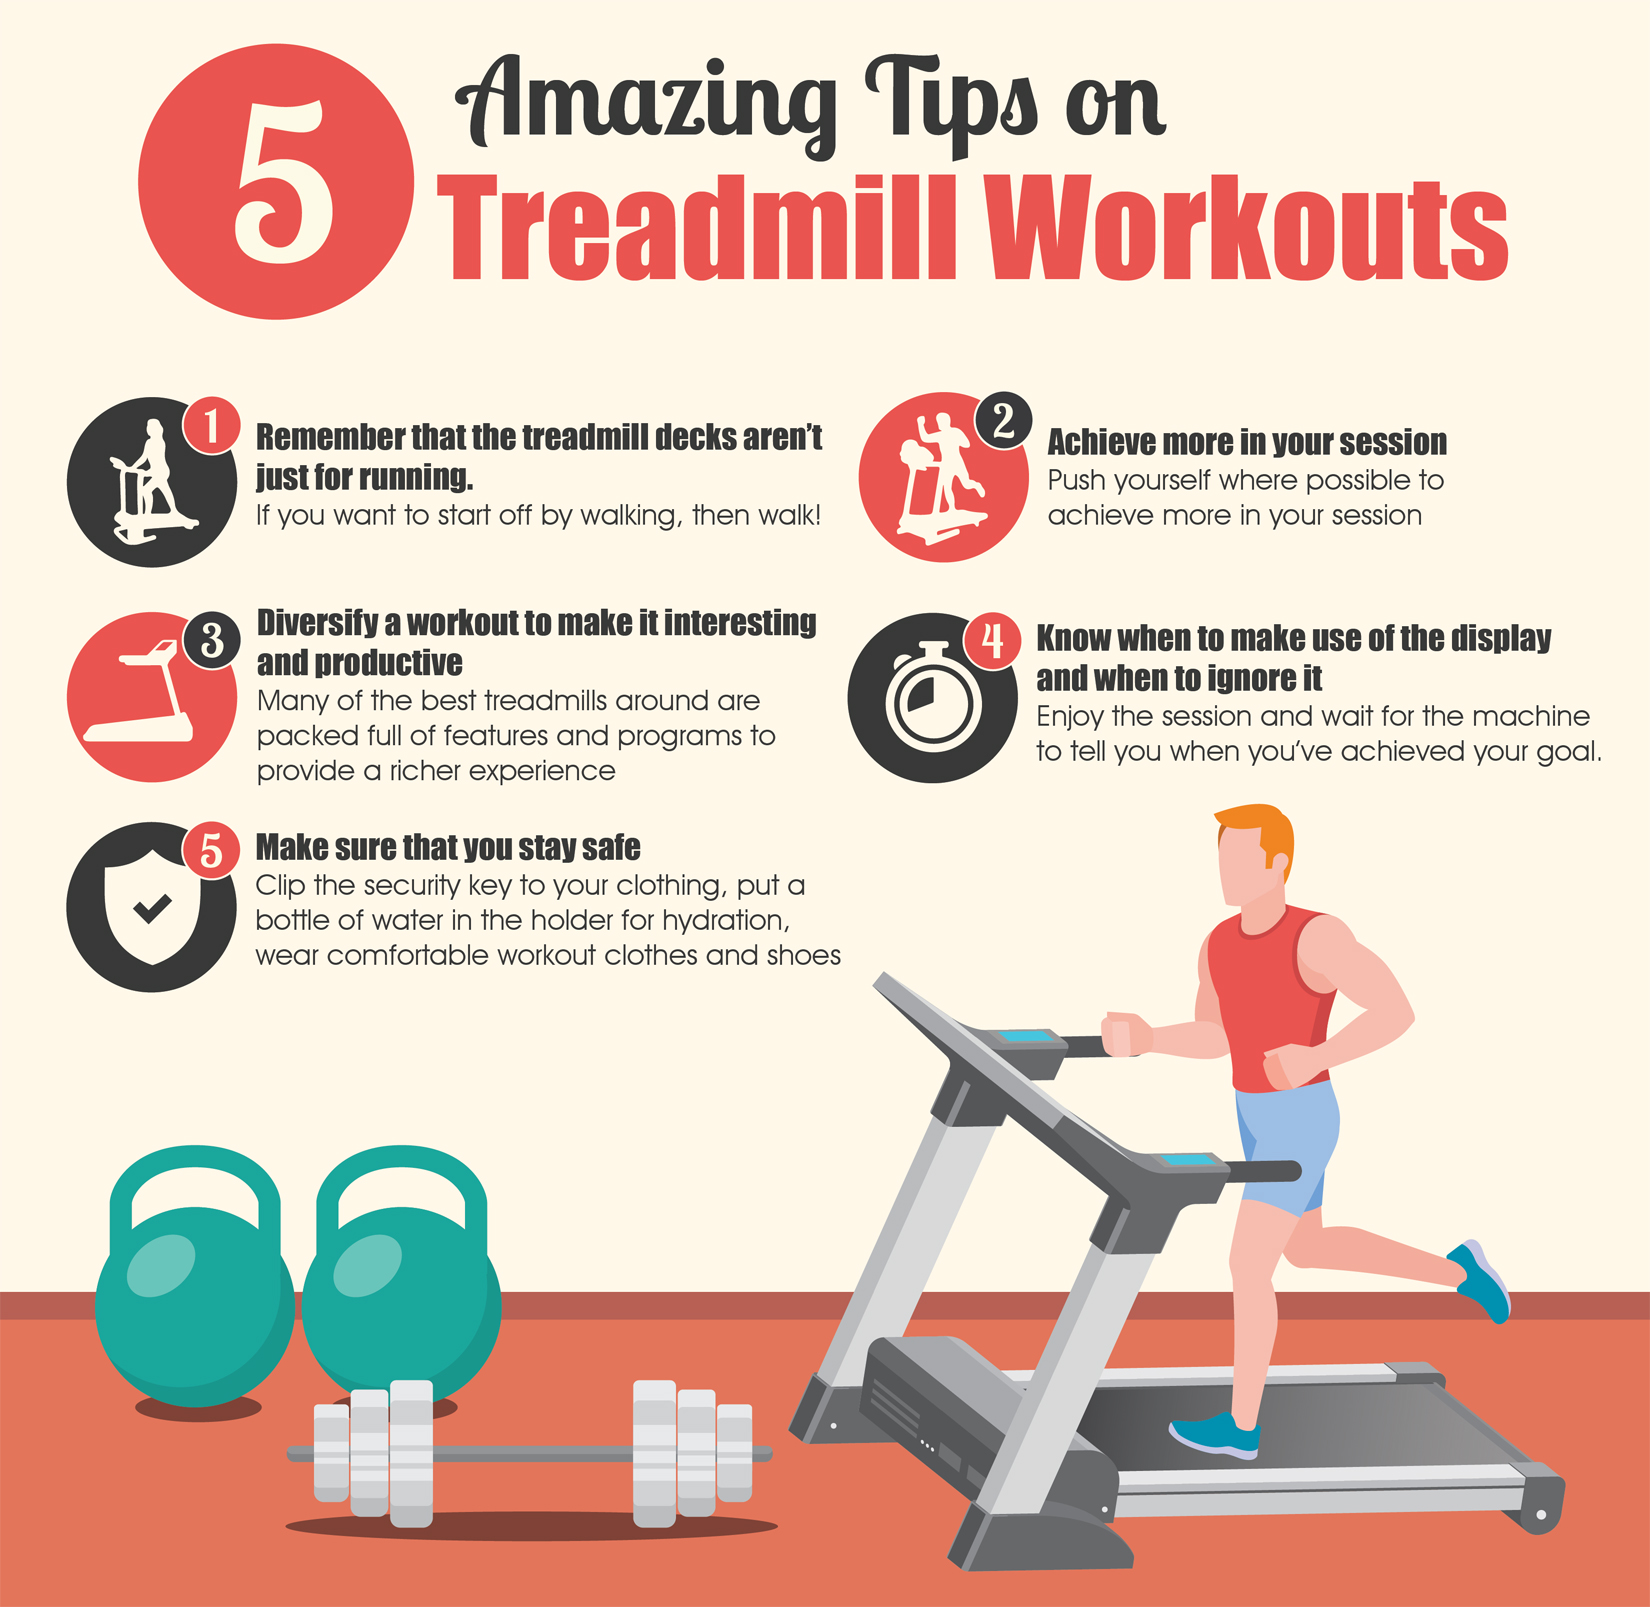 5
Amazing Tips on
Treadmill Workouts
1
Remember that the treadmill decks aren't
just for running.
If you want to start off by walking, then walk!
2
Achieve more in your session
Push yourself where possible to
achieve more in your session
3
Diversify a workout to make it interesting
and productive
Many of the best treadmills around are
packed full of features and programs to
provide a richer experience
4
Know when to make use of the display
and when to ignore it
Enjoy the session and wait for the machine
to tell you when you've achieved your goal.
5
Make sure that you stay safe
Clip the security key to your clothing, put a
bottle of water in the holder for hydration,
wear comfortable workout clothes and shoes